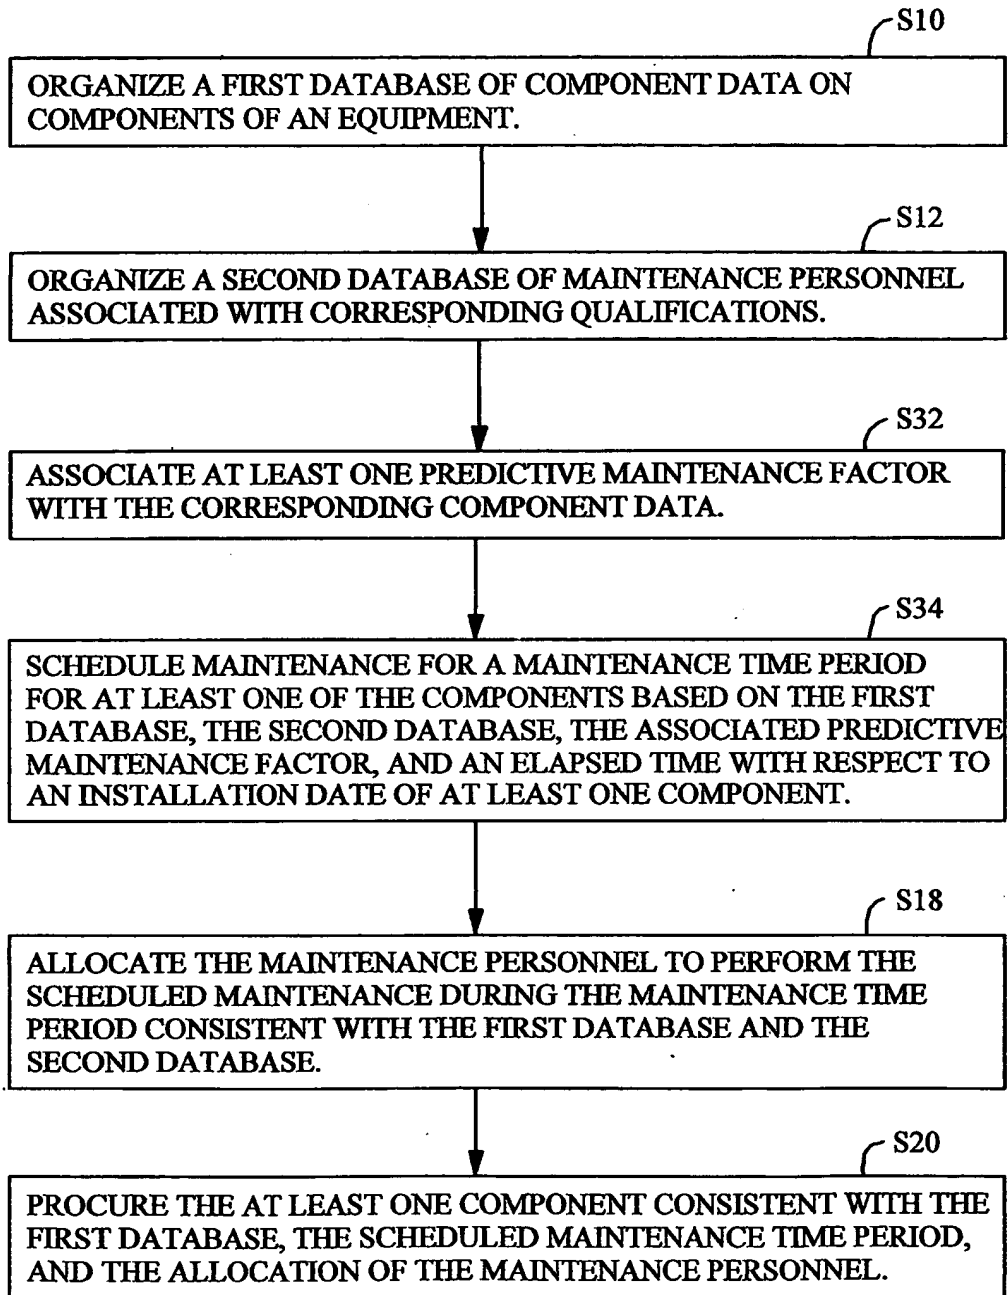 S10
ORGANIZE A FIRST DATABASE OF COMPONENT DATA ON
COMPONENTS OF AN EQUIPMENT.
S12
ORGANIZE A SECOND DATABASE OF MAINTENANCE PERSONNEL
ASSOCIATED WITH CORRESPONDING QUALIFICATIONS.
S32
ASSOCIATE AT LEAST ONE PREDICTIVE MAINTENANCE FACTOR
WITH THE CORRESPONDING COMPONENT DATA.
S34
SCHEDULE MAINTENANCE FOR A MAINTENANCE TIME PERIOD
FOR AT LEAST ONE OF THE COMPONENTS BASED ON THE FIRST
DATABASE, THE SECOND DATABASE, THE ASSOCIATED PREDICTIVE
MAINTENANCE FACTOR, AND AN ELAPSED TIME WITH RESPECT TO
AN INSTALLATION DATE OF AT LEAST ONE COMPONENT.
S18
ALLOCATE THE MAINTENANCE PERSONNEL TO PERFORM THE
SCHEDULED MAINTENANCE DURING THE MAINTENANCE TIME
PERIOD CONSISTENT WITH THE FIRST DATABASE AND THE
SECOND DATABASE.
S20
PROCURE THE AT LEAST ONE COMPONENT CONSISTENT WITH THE
FIRST DATABASE, THE SCHEDULED MAINTENANCE TIME PERIOD,
AND THE ALLOCATION OF THE MAINTENANCE PERSONNEL.